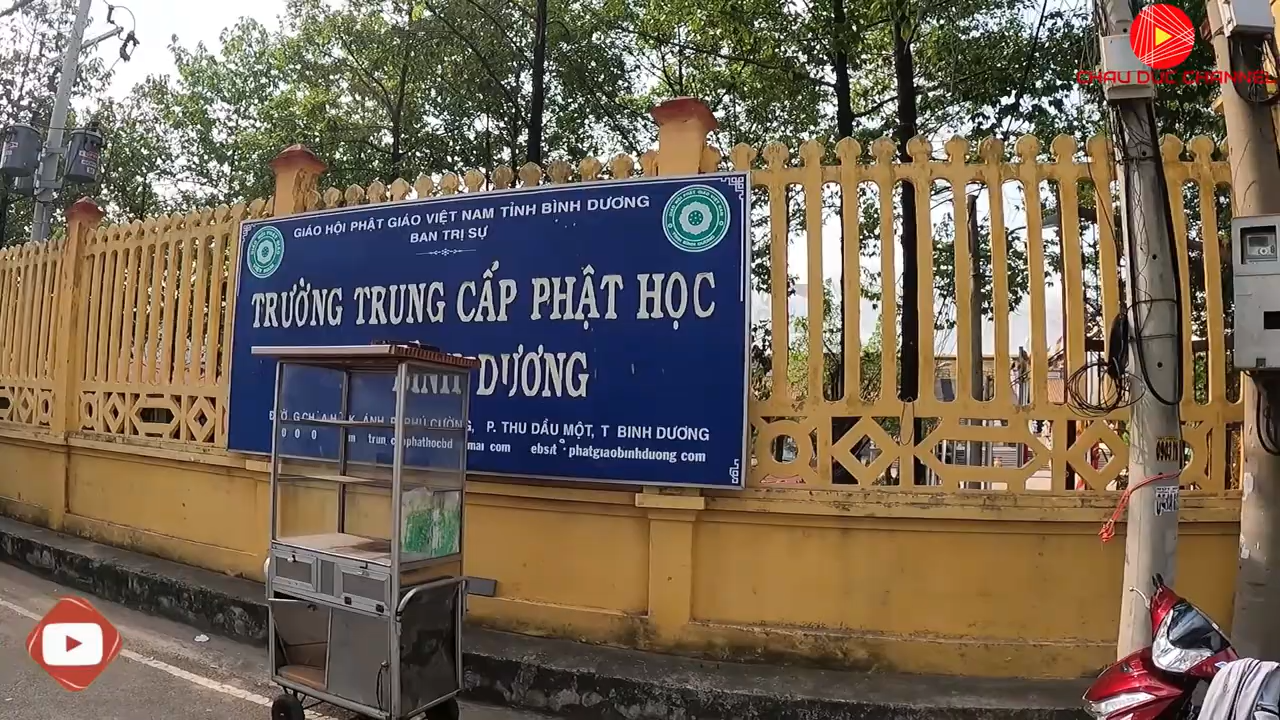 CHAU DUC CHANNEL
GIÁO HỘI PHẬT GIÁO VIỆT NAM TỈNH BÌNH DƯƠNG
BAN TRỊ SỰ
TRƯỜNG TRUNG CẤP PHẬT HỌC
DƯƠNG
P. THU DẦU MỘT, T BINH DƯƠNG
phatgiaobinhduong com